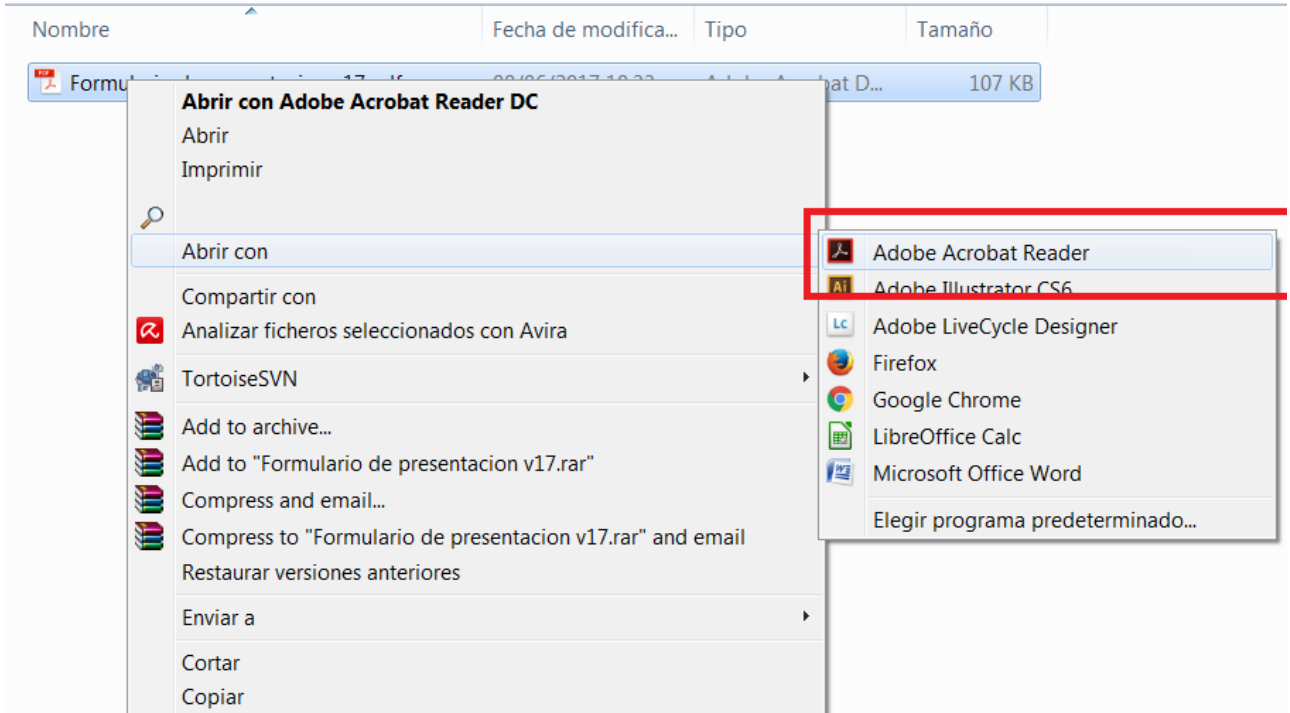 Nombre Fecha de modifica... Tipo Tamaño
Formu 107 KB
Abrir con Adobe Acrobat Reader DC
Abrir
Imprimir
Abrir con
Compartir con
Analizar ficheros seleccionados con Avira
TortoiseSVN
Add to archive...
Add to "Formulario de presentacion v17.rar"
Compress and email...
Compress to "Formulario de presentacion v17.rar" and email
Restaurar versiones anteriores
Enviar a
Cortar
Copiar
Adobe Acrobat Reader
Adobe Illustrator CS6
Adobe LiveCycle Designer
Firefox
Google Chrome
LibreOffice Calc
Microsoft Office Word
Elegir programa predeterminado...